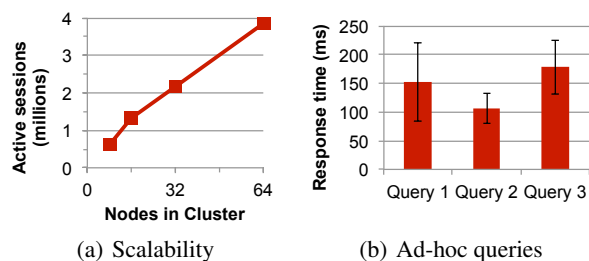 Active sessions
(millions)
4
3
2
1
0
0
32
64
Nodes in Cluster
(a) Scalability
Response time (ms)
250
200
150
100
50
0
Query 1 Query 2 Query 3
(b) Ad-hoc queries